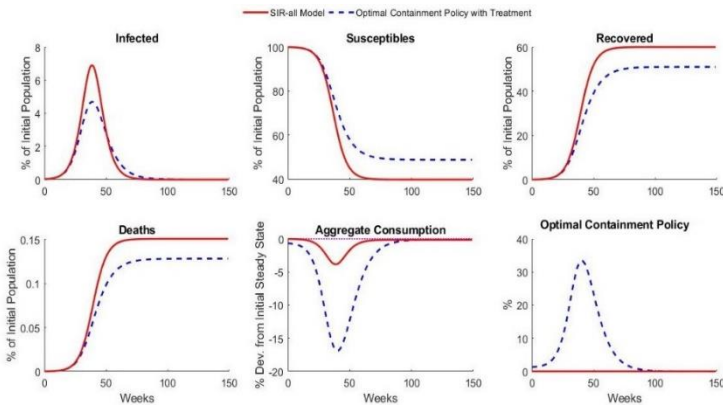 SIR-all Model Optimal Containment Policy with Treatment
Infected Susceptibles Recovered
% of Initial Population
8
6
4
2
0
0 50 100 150
% of Initial Population
100
80
60
40
0 50 100 150
% of Initial Population
60
40
20
0
0 50 100 150
Deaths Aggregate Consumption Optimal Containment Policy
% of Initial Population
0.15
0.1
0.05
0
0 50 100 150
Weeks
% Dev. from Initial Steady State
0
-5
-10
-15
-20
0 50 100 150
Weeks
%
40
30
20
10
0
0 50 100 150
Weeks